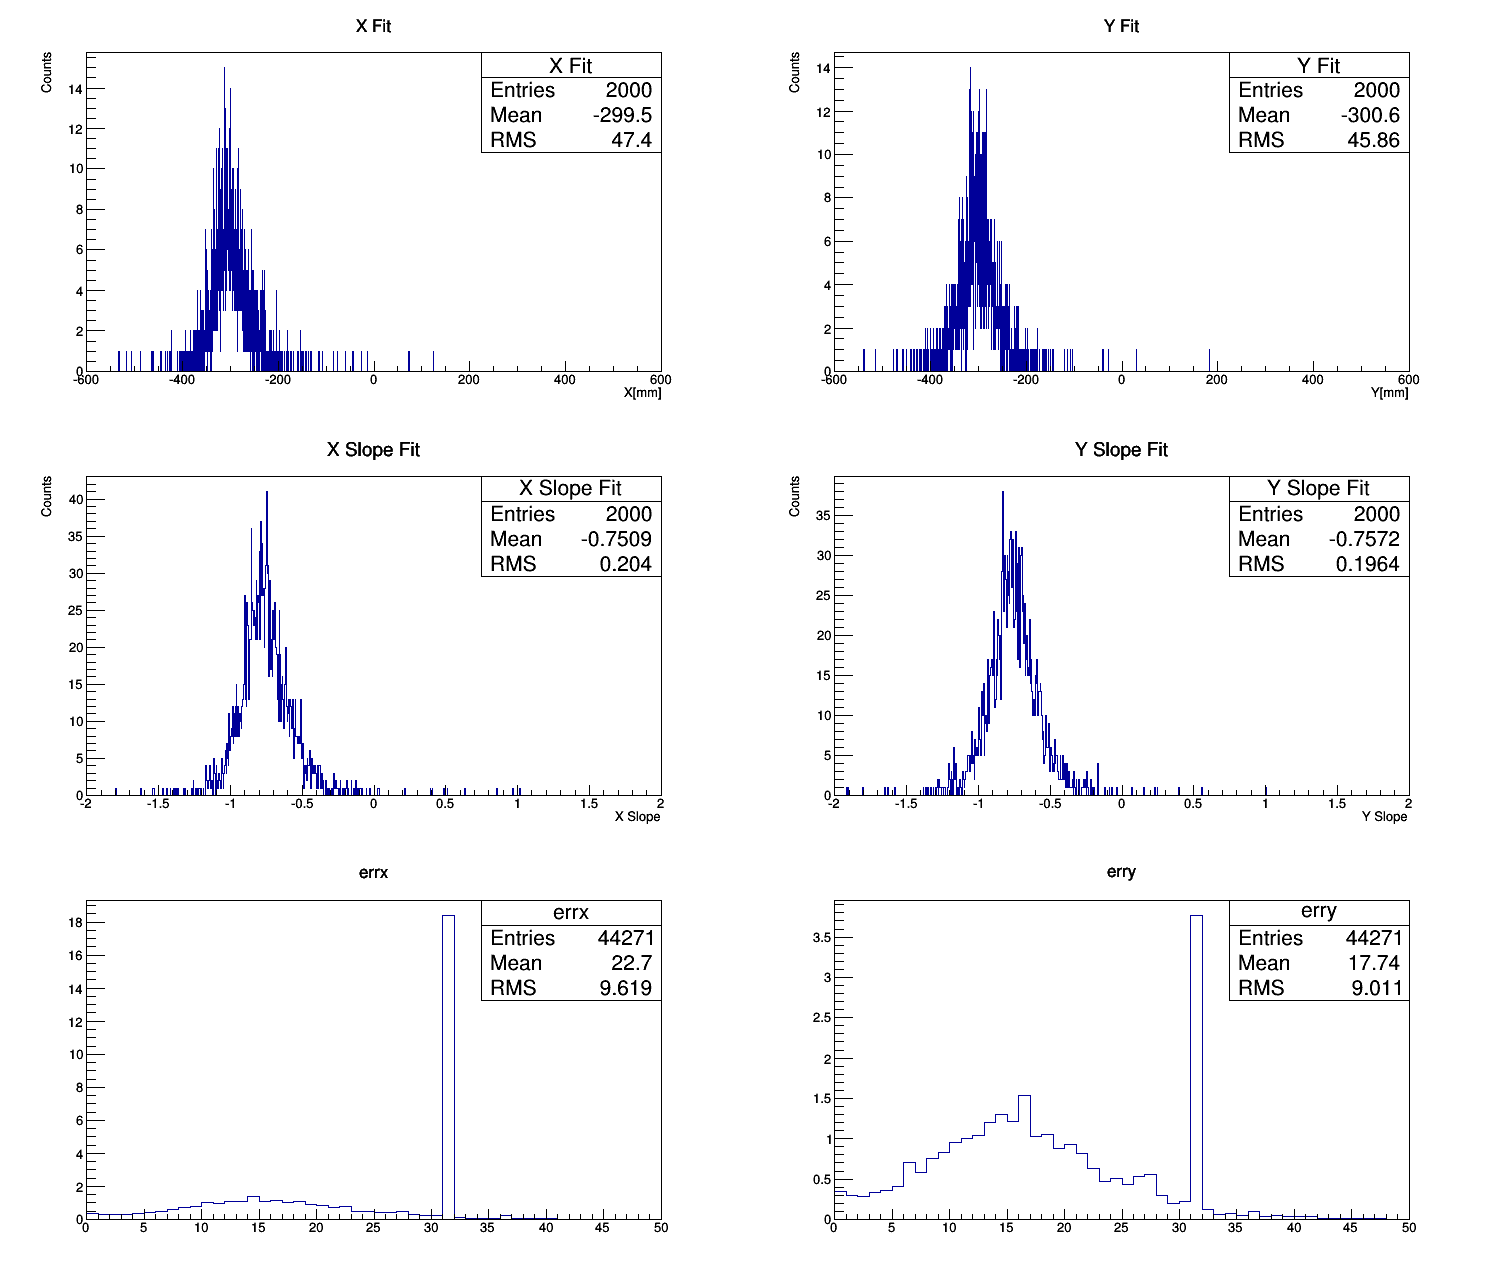 X Fit
Counts
X Fit
Entries 2000
Mean -299.5
RMS 47.4
14
12
10
8
6
4
2
0
-600 -400 -200 0 200 400 600
X[mm]
Y Fit
Counts
Y Fit
Entries 2000
Mean -300.6
RMS 45.86
14
12
10
8
6
4
2
0
-600 -400 -200 0 200 400 600
Y[mm]
X Slope Fit
Counts
X Slope Fit
Entries 2000
Mean -0.7509
RMS 0.204
40
35
30
25
20
15
10
5
0
-2 -1.5 -1 -0.5 0 0.5 1 1.5 2
X Slope
Y Slope Fit
Counts
Y Slope Fit
Entries 2000
Mean -0.7572
RMS 0.1964
35
30
25
20
15
10
5
0
-2 -1.5 -1 -0.5 0 0.5 1 1.5 2
Y Slope
errx
errx
Entries 44271
Mean 22.7
RMS 9.619
18
16
14
12
10
8
6
4
2
0
0 5 10 15 20 25 30 35 40 45 50
erry
erry
Entries 44271
Mean 17.74
RMS 9.011
3.5
3
2.5
2
1.5
1
0.5
0
0 5 10 15 20 25 30 35 40 45 50